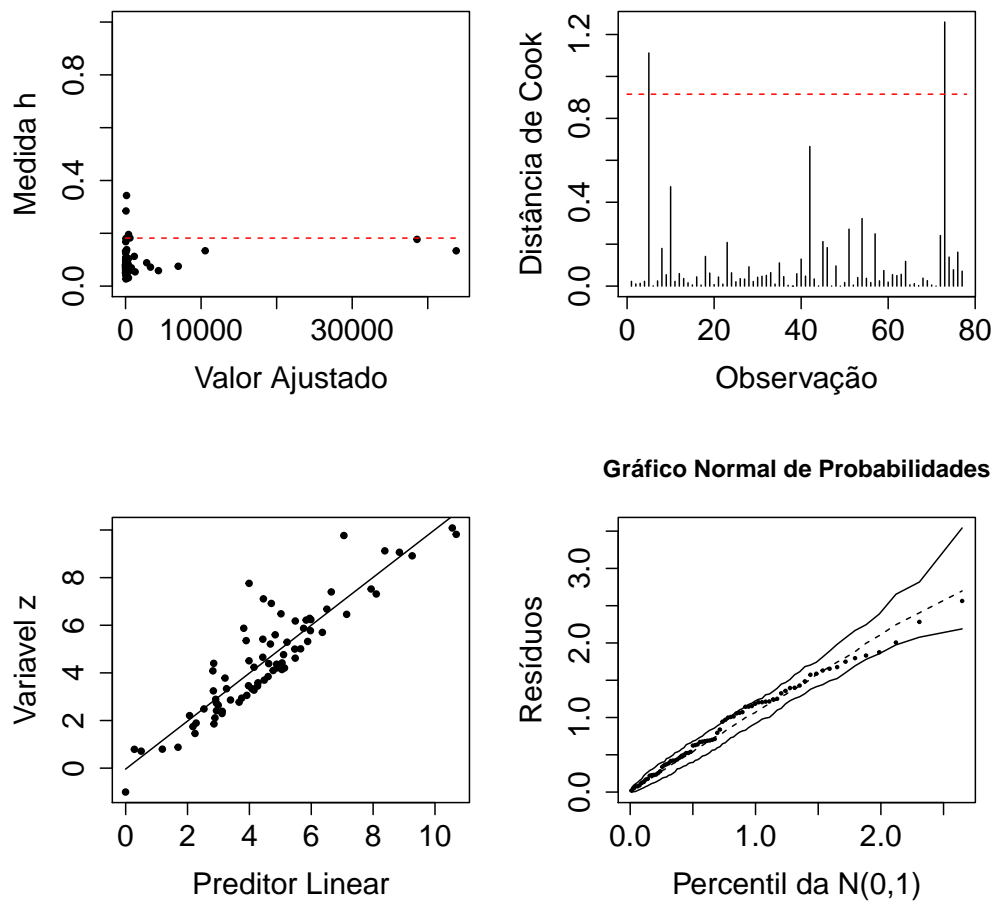 Medida h
0.0 0.4 0.8
0 10000 30000
Valor Ajustado
Distância de Cook
0.0 0.4 0.8 1.2
0 20 40 60 80
Observação
Variavel z
0 2 4 6 8
0 2 4 6 8 10
Preditor Linear
Gráfico Normal de Probabilidades
Resíduos
0.0 1.0 2.0 3.0
0.0 1.0 2.0
Percentil da N(0,1)